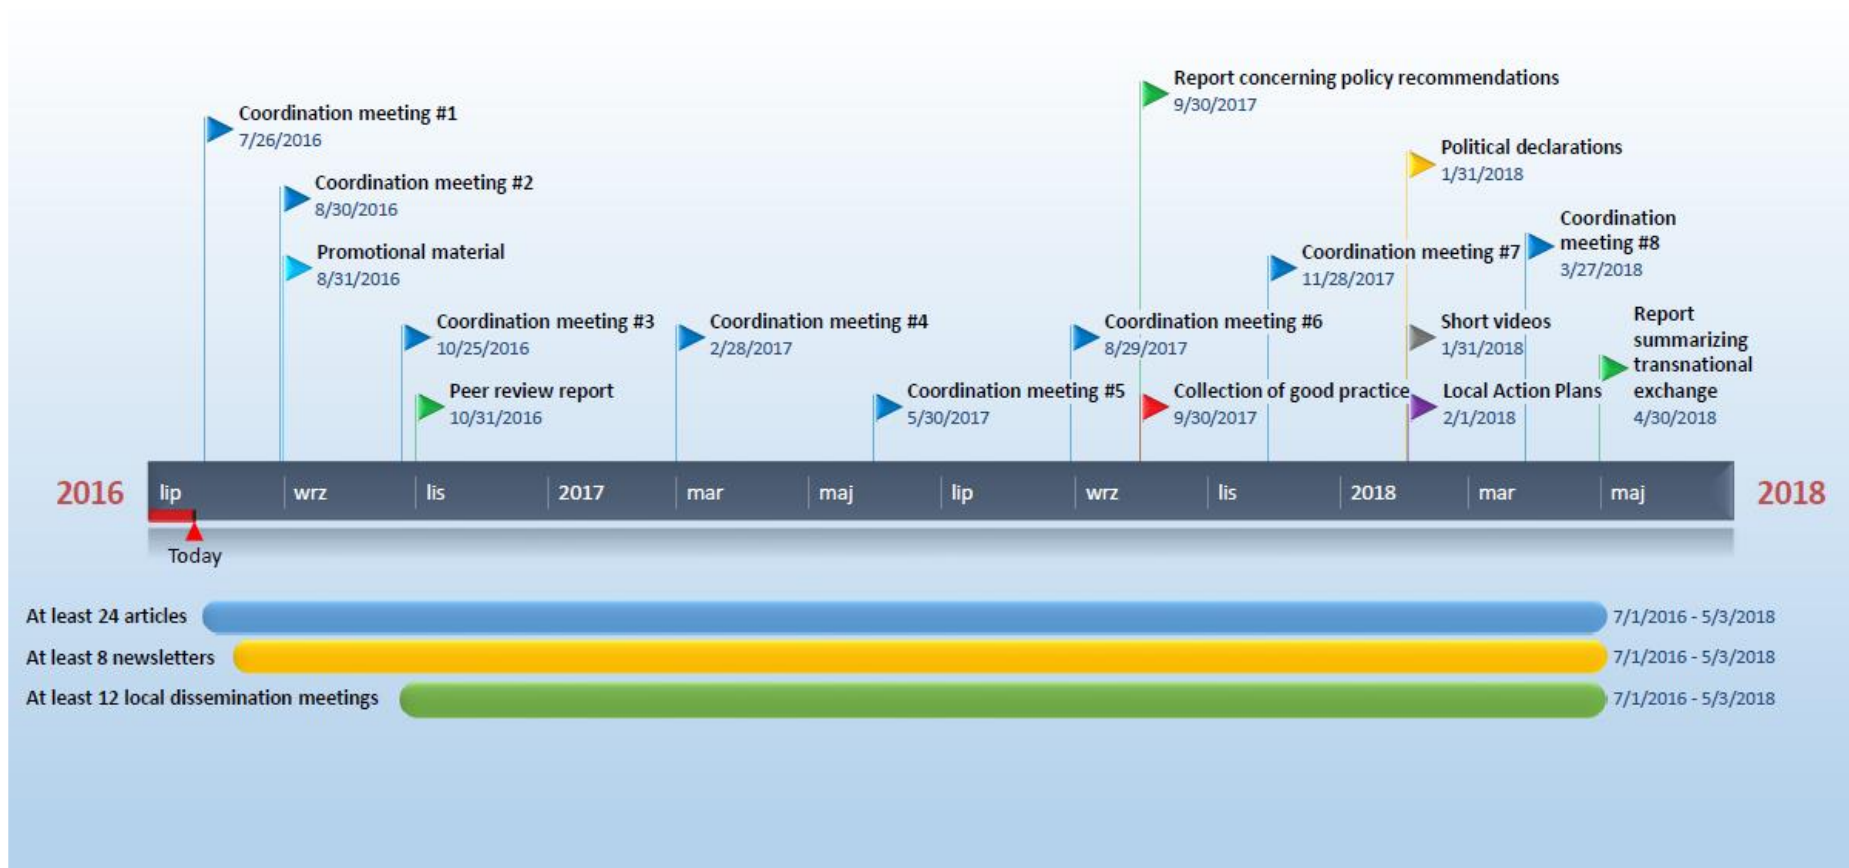 Report concerning policy recommendations
9/30/2017
Coordination meeting #1
7/26/2016
Political declarations
1/31/2018
Coordination meeting #2
8/30/2016
Coordination
meeting #8
3/27/2018
Promotional material
8/31/2016
Coordination meeting #7
11/28/2017
Coordination meeting #3
10/25/2016
Coordination meeting #4
2/28/2017
Coordination meeting #6
8/29/2017
Short videos
1/31/2018
Report
summarizing
transnational
exchange
4/30/2018
Peer review report
10/31/2016
Coordination meeting #5
5/30/2017
Collection of good practice
9/30/2017
Local Action Plans
2/1/2018
2016 lip wrz lis 2017 mar maj lip wrz lis 2018 mar maj 2018
Today
At least 24 articles 7/1/2016 - 5/3/2018
At least 8 newsletters 7/1/2016 - 5/3/2018
At least 12 local dissemination meetings 7/1/2016 - 5/3/2018